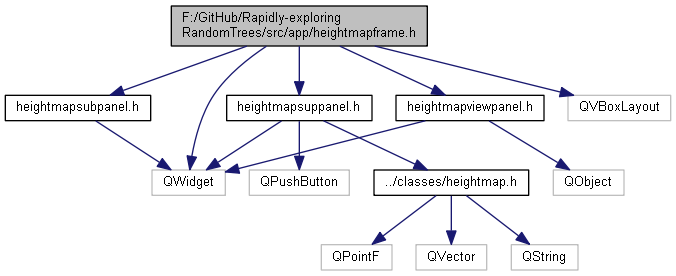 F:/GitHub/Rapidly-exploring
RandomTrees/src/app/heightmapframe.h
heightmapsubpanel.h
heightmapsuppanel.h
heightmapviewpanel.h
QVBoxLayout
QWidget
QPushButton
../classes/heightmap.h
QObject
QPointF
QVector
QString